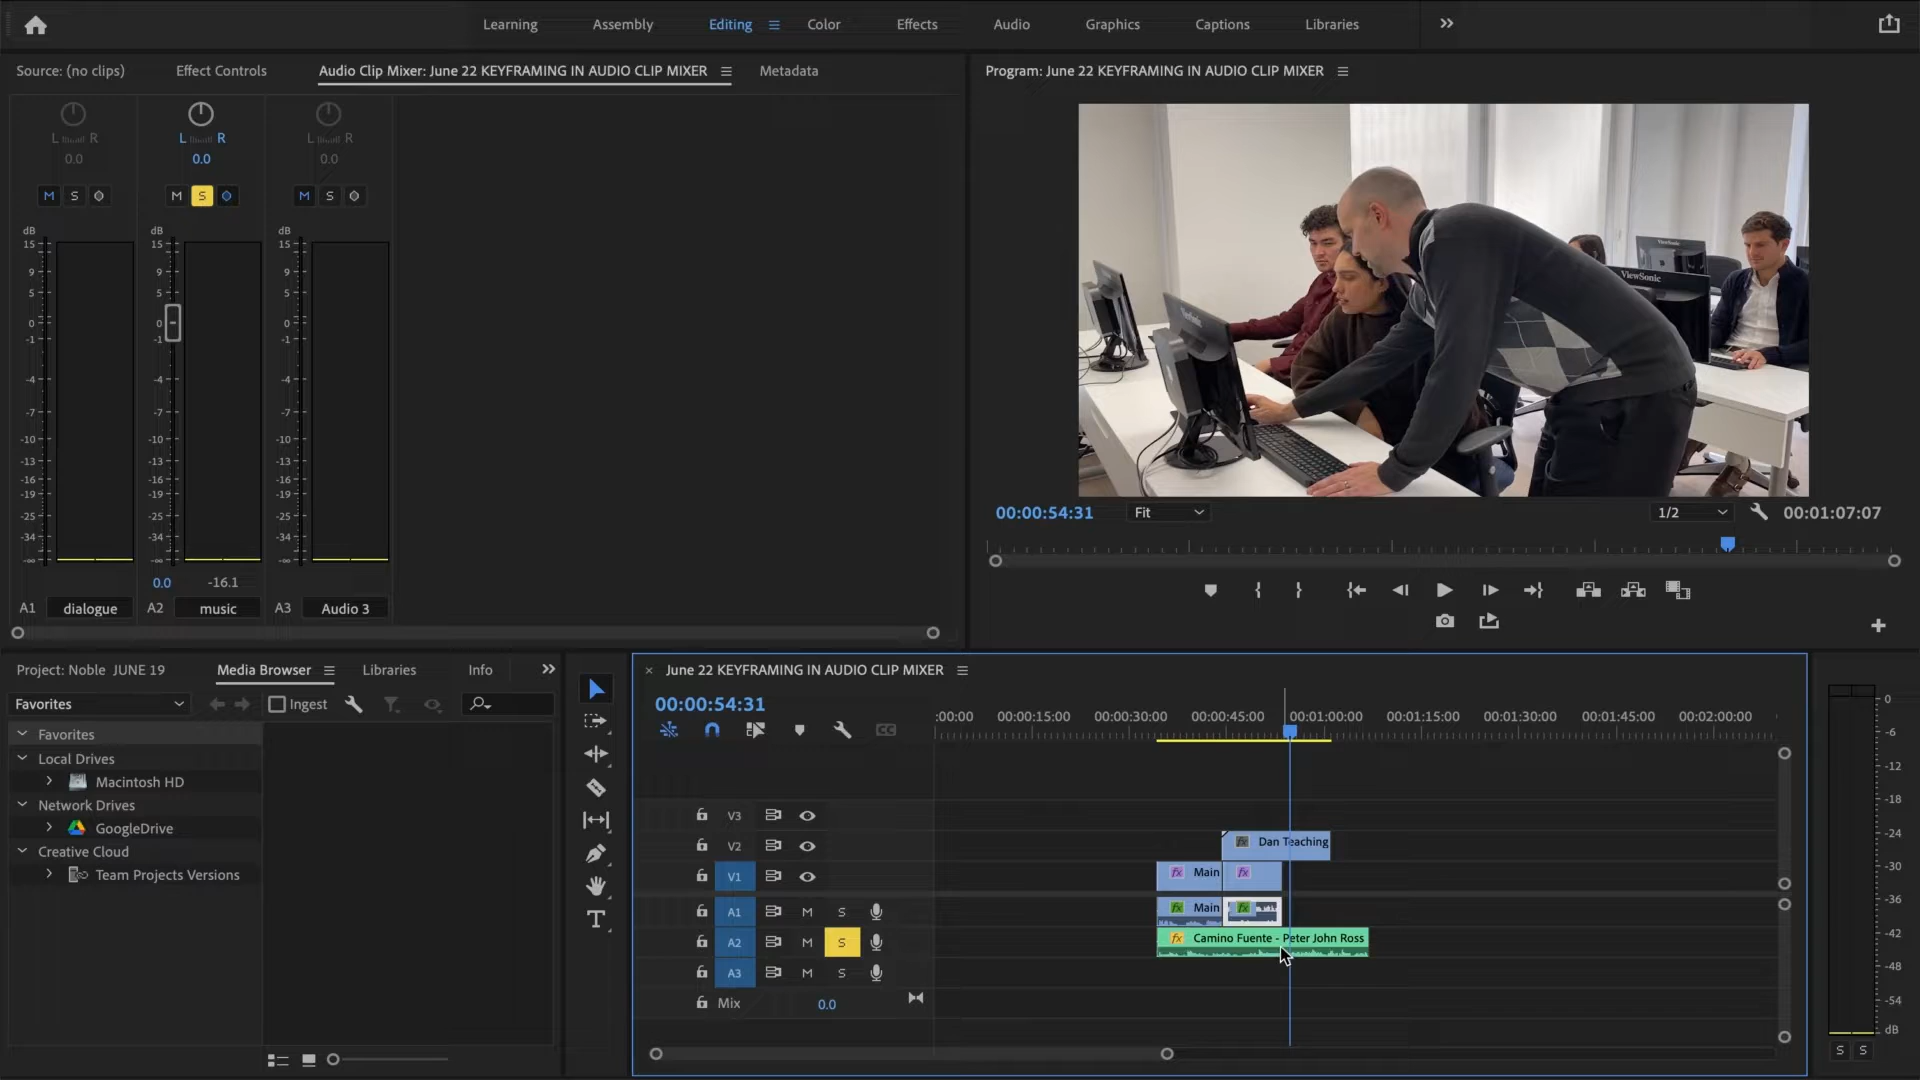 Learning Assembly Editing Color Effects Audio Graphics Captions Libraries
Source: (no clips) Effect Controls Audio Clip Mixer: June 22 KEYFRAMING IN AUDIO CLIP MIXER Metadata
Program: June 22 KEYFRAMING IN AUDIO CLIP MIXER
L R L R L R
0.0 0.0 0.0
M S M S M S
dB dB dB
15 15 15
9 9 9
5 5 5
0 0 0
-1 -1 -1
-4 -4 -4
-7 -7 -7
-10 -10 -10
-13 -13 -13
-16 -16 -16
-19 -19 -19
-25 -25 -25
-34 -34 -34
-∞ -∞ -∞
0.0 -16.1
A1 dialogue A2 music A3 Audio 3
ViewSonic
ViewSonic
ViewSonic
00:00:54:31 Fit 1/2 00:01:07:07
Project: Noble JUNE 19 Media Browser Libraries Info
Favorites Ingest
Favorites
Local Drives
Macintosh HD
Network Drives
GoogleDrive
Creative Cloud
Team Projects Versions
× June 22 KEYFRAMING IN AUDIO CLIP MIXER
00:00:54:31
:00:00 00:00:15:00 00:00:30:00 00:00:45:00 00:01:00:00 00:01:15:00 00:01:30:00 00:01:45:00 00:02:00:00
CC
V3
V2 fx Dan Teaching
V1 fx Main fx
A1 M S fx Main fx
A2 M S fx Camino Fuente - Peter John Ross
A3 M S
Mix 0.0
T
0
-6
-12
-18
-24
-30
-36
-42
-48
-54
dB
S S